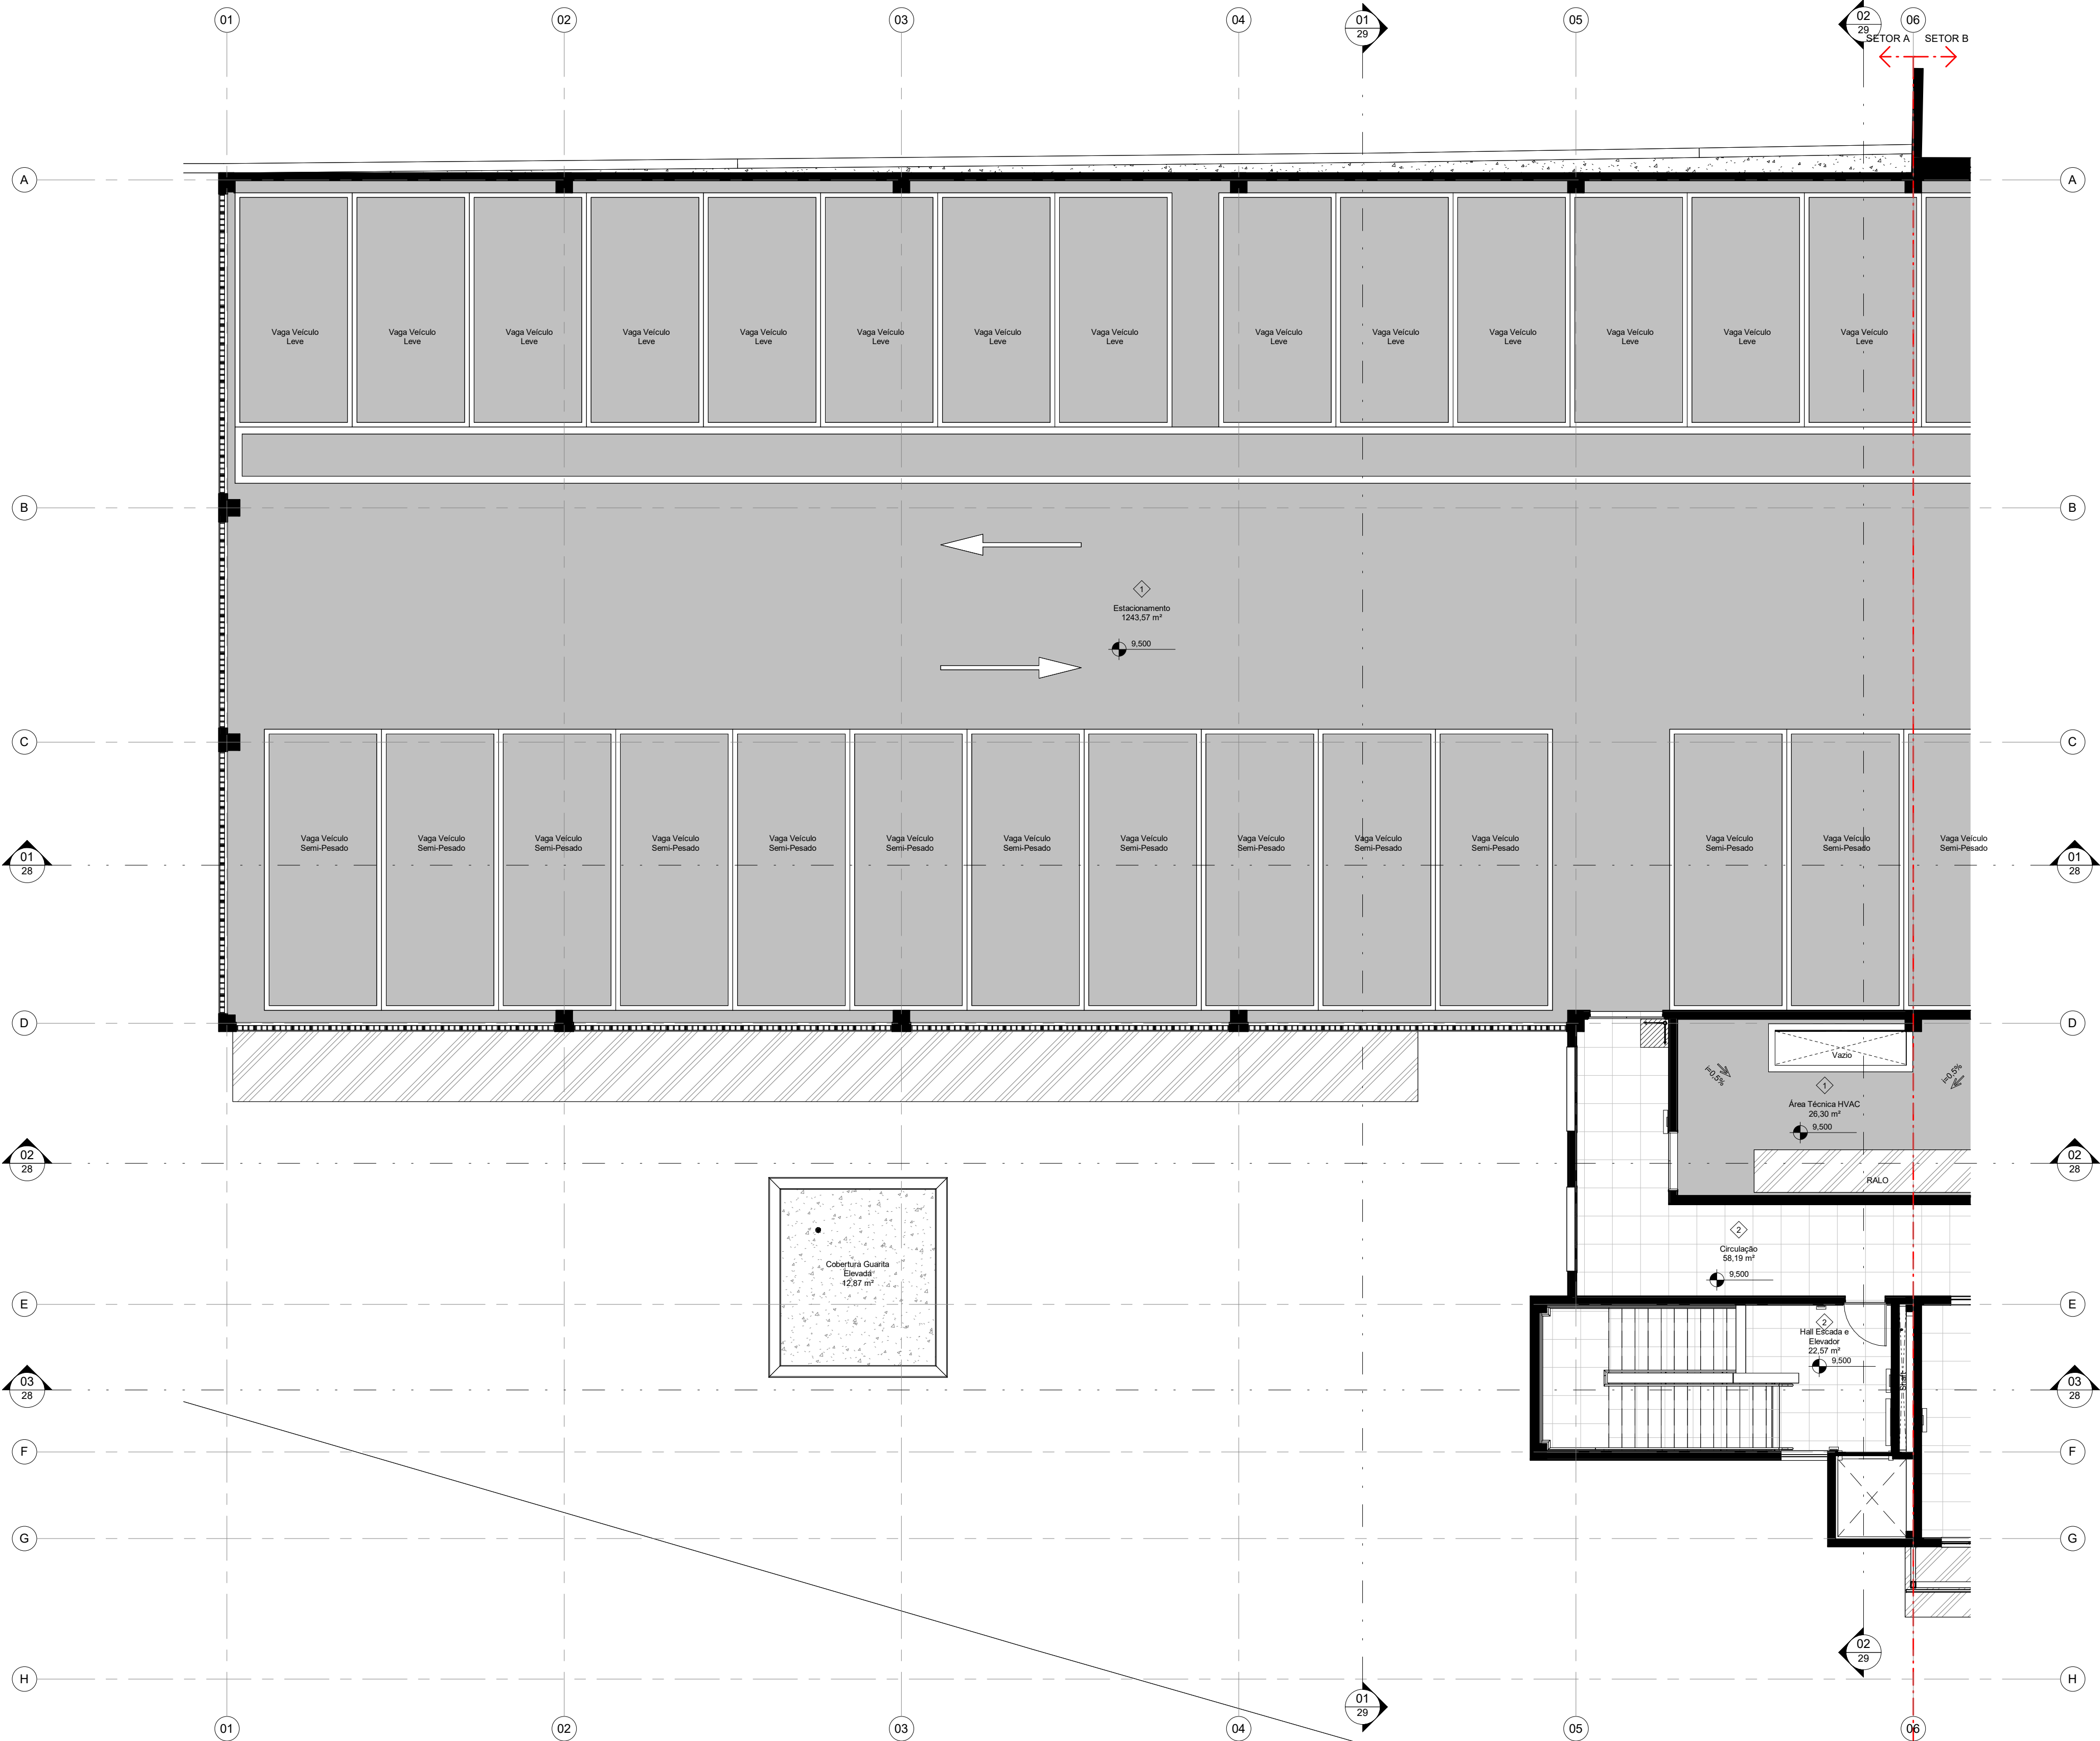 01
02
03
04
01
29
05
02
29
06
SETOR A
SETOR B
A
A
Vaga Veículo
Leve
Vaga Veículo
Leve
Vaga Veículo
Leve
Vaga Veículo
Leve
Vaga Veículo
Leve
Vaga Veículo
Leve
Vaga Veículo
Leve
Vaga Veículo
Leve
Vaga Veículo
Leve
Vaga Veículo
Leve
Vaga Veículo
Leve
Vaga Veículo
Leve
Vaga Veículo
Leve
Vaga Veículo
Leve
B
B
1
Estacionamento
1243,57 m²
9,500
C
C
Vaga Veículo
Semi-Pesado
Vaga Veículo
Semi-Pesado
Vaga Veículo
Semi-Pesado
Vaga Veículo
Semi-Pesado
Vaga Veículo
Semi-Pesado
Vaga Veículo
Semi-Pesado
Vaga Veículo
Semi-Pesado
Vaga Veículo
Semi-Pesado
Vaga Veículo
Semi-Pesado
Vaga Veículo
Semi-Pesado
Vaga Veículo
Semi-Pesado
Vaga Veículo
Semi-Pesado
Vaga Veículo
Semi-Pesado
Vaga Veículo
Semi-Pesado
01
28
01
28
D
D
Vazio
i=0,5%
i=0,5%
1
Área Técnica HVAC
26,30 m²
9,500
02
28
02
28
RALO
2
Circulação
58,19 m²
9,500
Cobertura Guarita
Elevada
12,87 m²
E
E
2
Hall Escada e
Elevador
22,57 m²
9,500
03
28
03
28
F
F
G
G
02
29
H
H
01
02
03
04
01
29
05
06